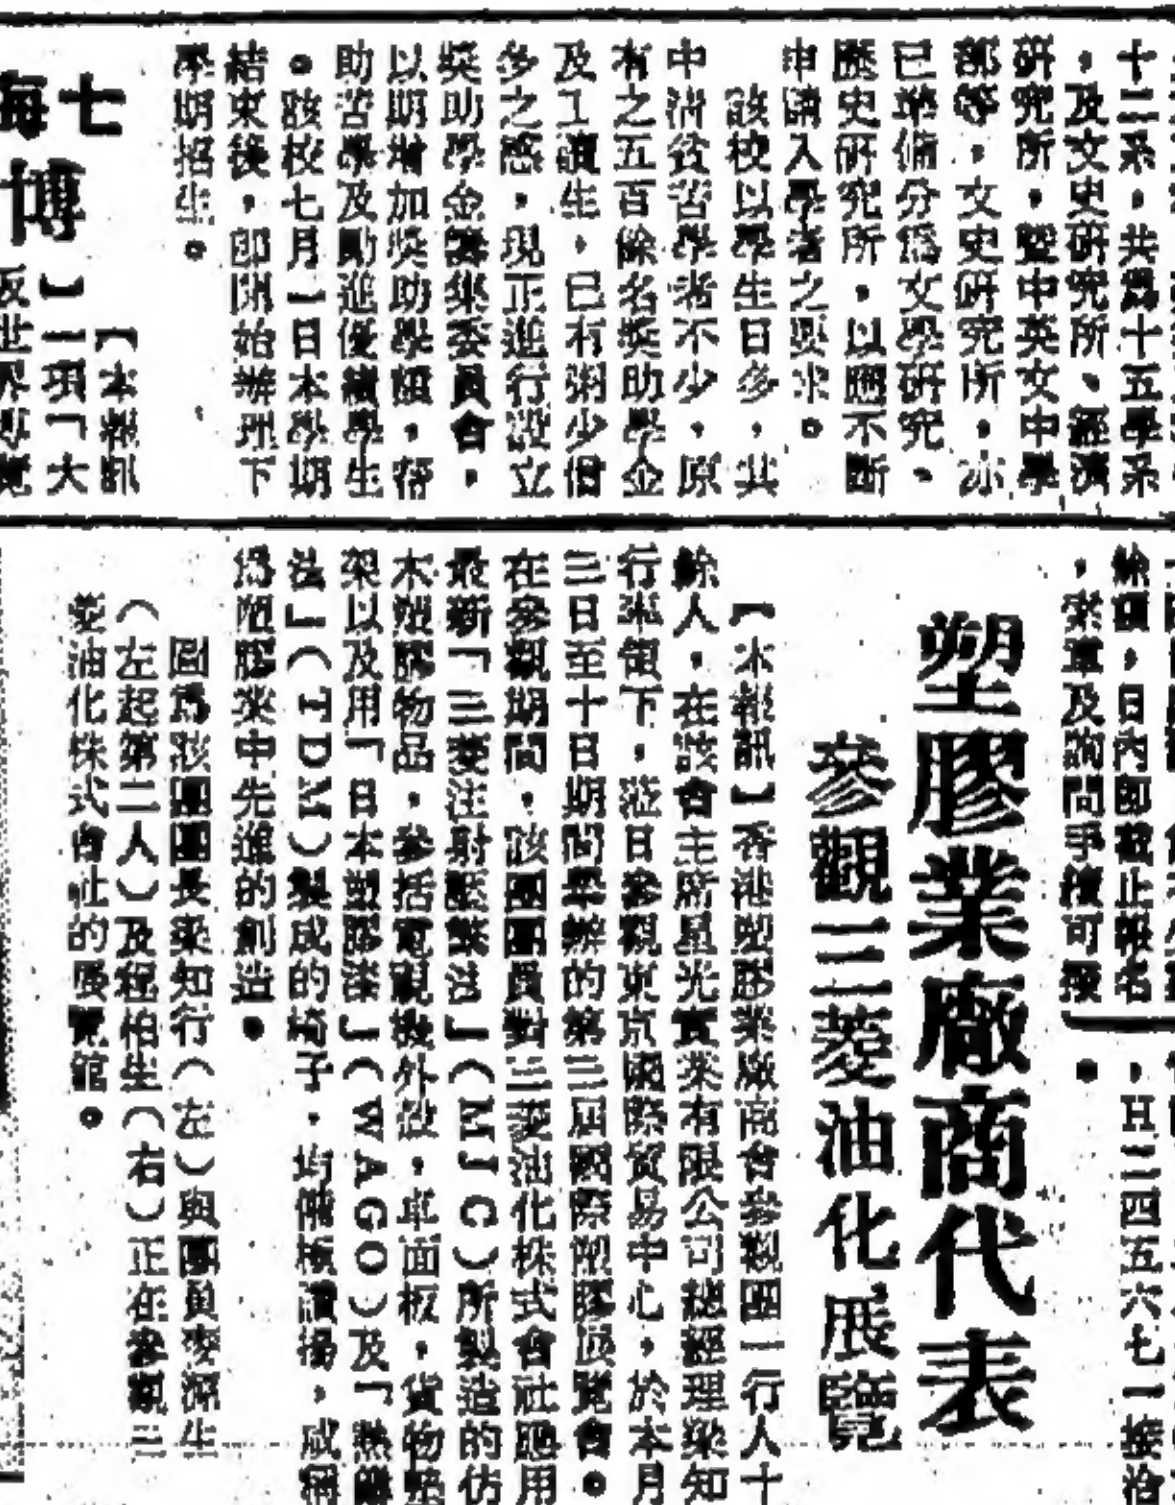 十二系，共爲十五學系
，及文史研究所、經濟
研究所，暨中英文中學
部等，文史研究所，亦
已準備分爲文學研究、
歷史研究所，以應不斷
申請入學者之要求。
該校以學生日多，其
中清貧苦學者不少，原
有之五百餘名獎助學金
及工讀生，已有粥少僧
多之感，現正進行設立
獎助學金籌集委員會，
以期增加獎助學額，
助苦學及勵進優績學生
。該校七月一日本學期
結束後，即開始辦理下
學期招生。
七
海博
【本報訊
】一項「大
阪世界博覽
餘額，日內即截止報名
，索章及詢問手續可
，H二四五六七一接洽
。
塑膠業廠商代表
參觀三菱油化展覽
【本報訊】香港塑膠業廠商會參觀團一行人十
餘人，在該會主席星光實業有限公司總經理梁知
行率領下，蒞日參觀東京國際貿易中心，於本月
三日至十日期間舉辦的第三屆國際塑膠展覽會。
在參觀期間，該團團員對三菱油化株式會社應用
最新「三菱注射壓製法」（MIC）所製造的仿
木塑膠物品，參括電視機外殼，桌面板，貨物墊
架以及用「日本塑膠漆」（WAGO）及「熱
法」（TDM）製成的椅子，均備極讚揚，咸稱
爲塑膠業中先進的創造。
圖爲該團團長梁知行（左）與團員麥源生
（左起第二人）及程柏生（右）正在參觀三
菱油化株式會社的展覽館。